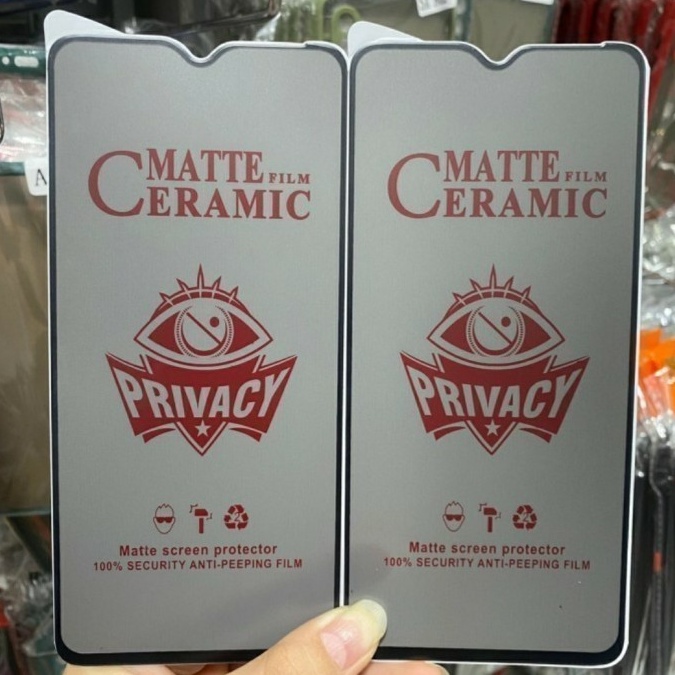 MATTE FILM
CERAMIC
PRIVACY
Matte screen protector
100% SECURITY ANTI-PEEPING FILM
MATTE FILM
CERAMIC
PRIVACY
Matte screen protector
100% SECURITY ANTI-PEEPING FILM
A